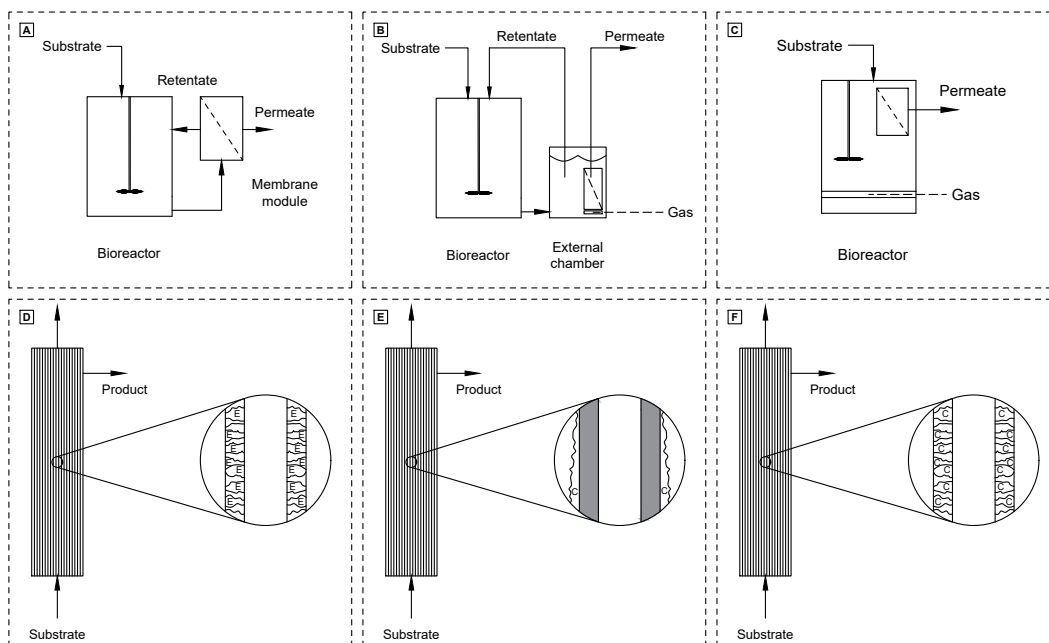 A
Substrate
Retentate
Permeate
Membrane
module
Bioreactor
B
Substrate
Retentate
Permeate
Gas
Bioreactor
External
chamber
C
Substrate
Permeate
Gas
Bioreactor
D
Product
E
E
E
E
E
E
E
E
E
E
E
E
Substrate
E
Product
C
C
Substrate
F
Product
C
C
C
C
C
C
C
C
C
C
C
C
Substrate